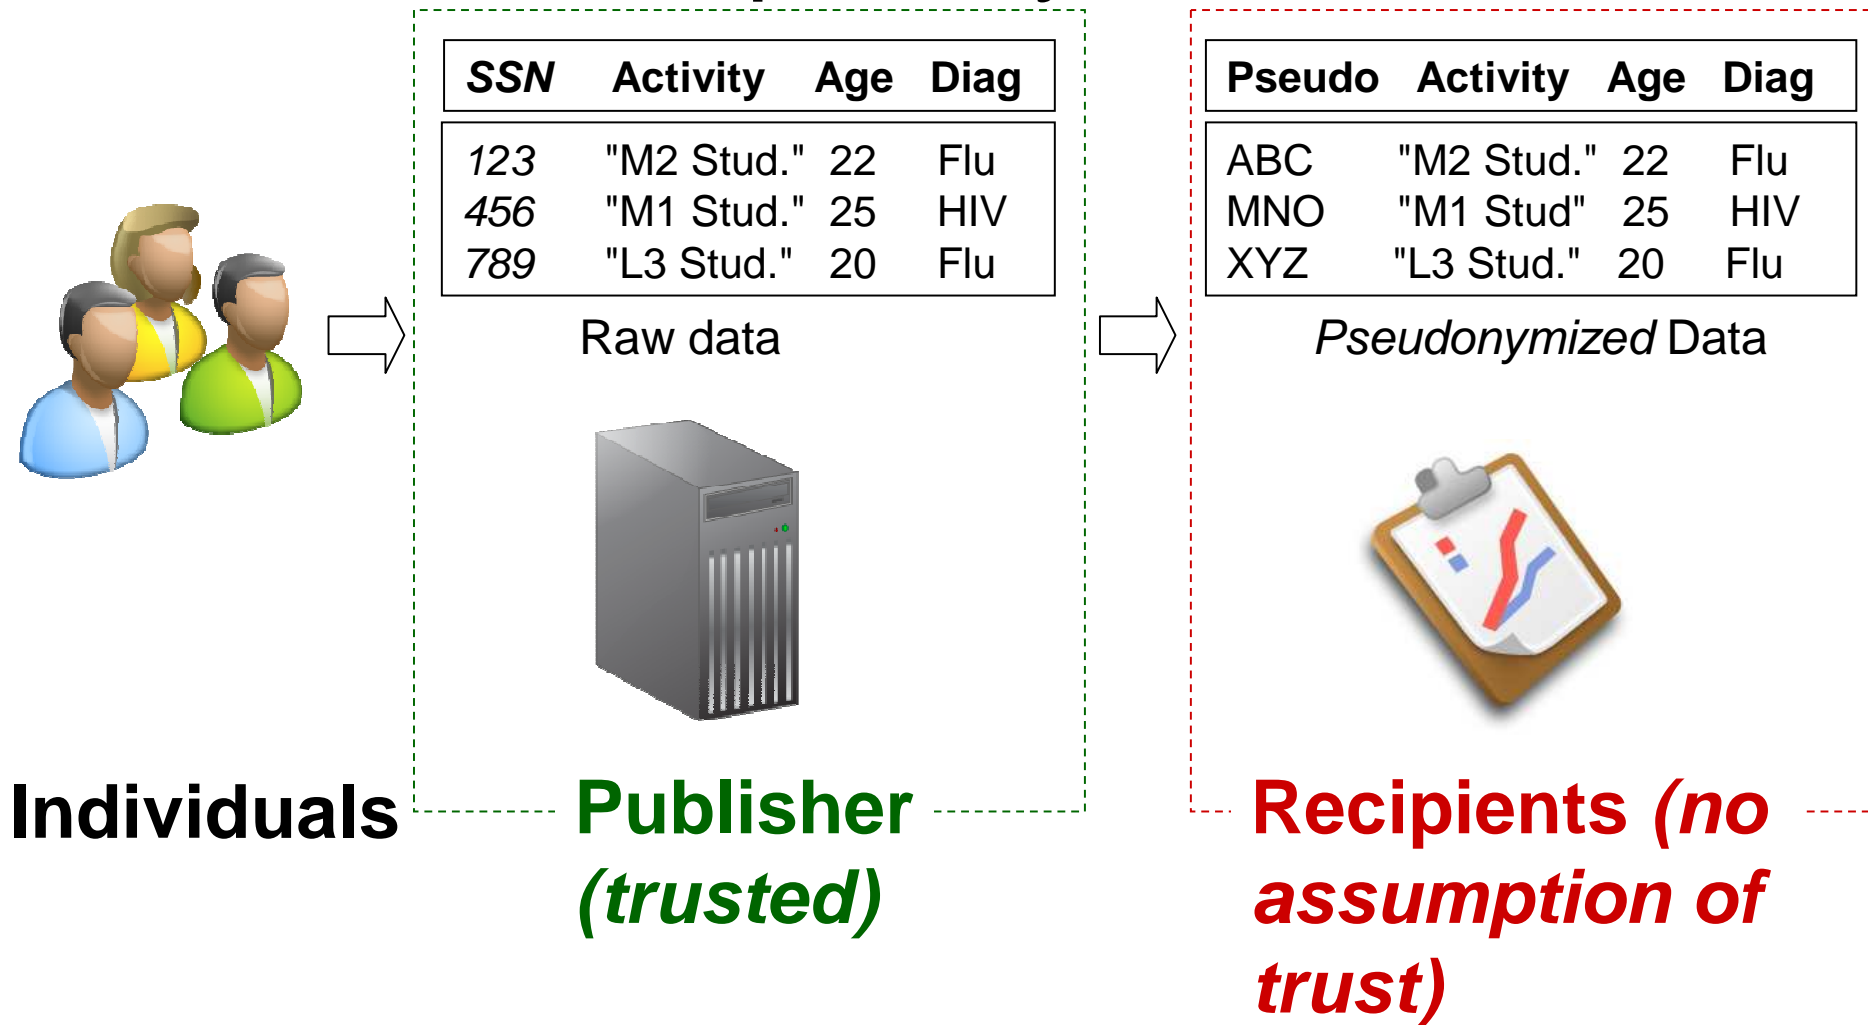 SSN Activity Age Diag
123 "M2 Stud." 22 Flu
456 "M1 Stud." 25 HIV
789 "L3 Stud." 20 Flu
Raw data
Pseudo Activity Age Diag
ABC "M2 Stud." 22 Flu
MNO "M1 Stud" 25 HIV
XYZ "L3 Stud." 20 Flu
Pseudonymized Data
Individuals
Publisher
(trusted)
Recipients (no
assumption of
trust)